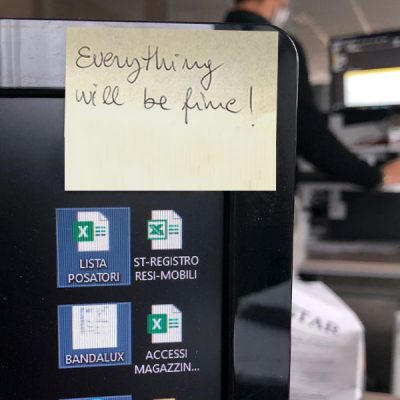 Everything
will be fine!
LISTA
POSATORI
ST-REGISTRO
RESI-MOBILI
BANDALUX
ACCESSI
MAGAZZIN...